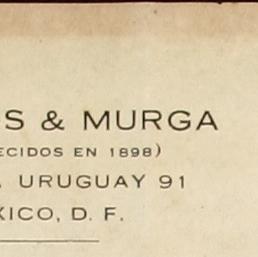 S & MURGA
ECIDOS EN 1898)
. URUGUAY 91
XICO, D. F.